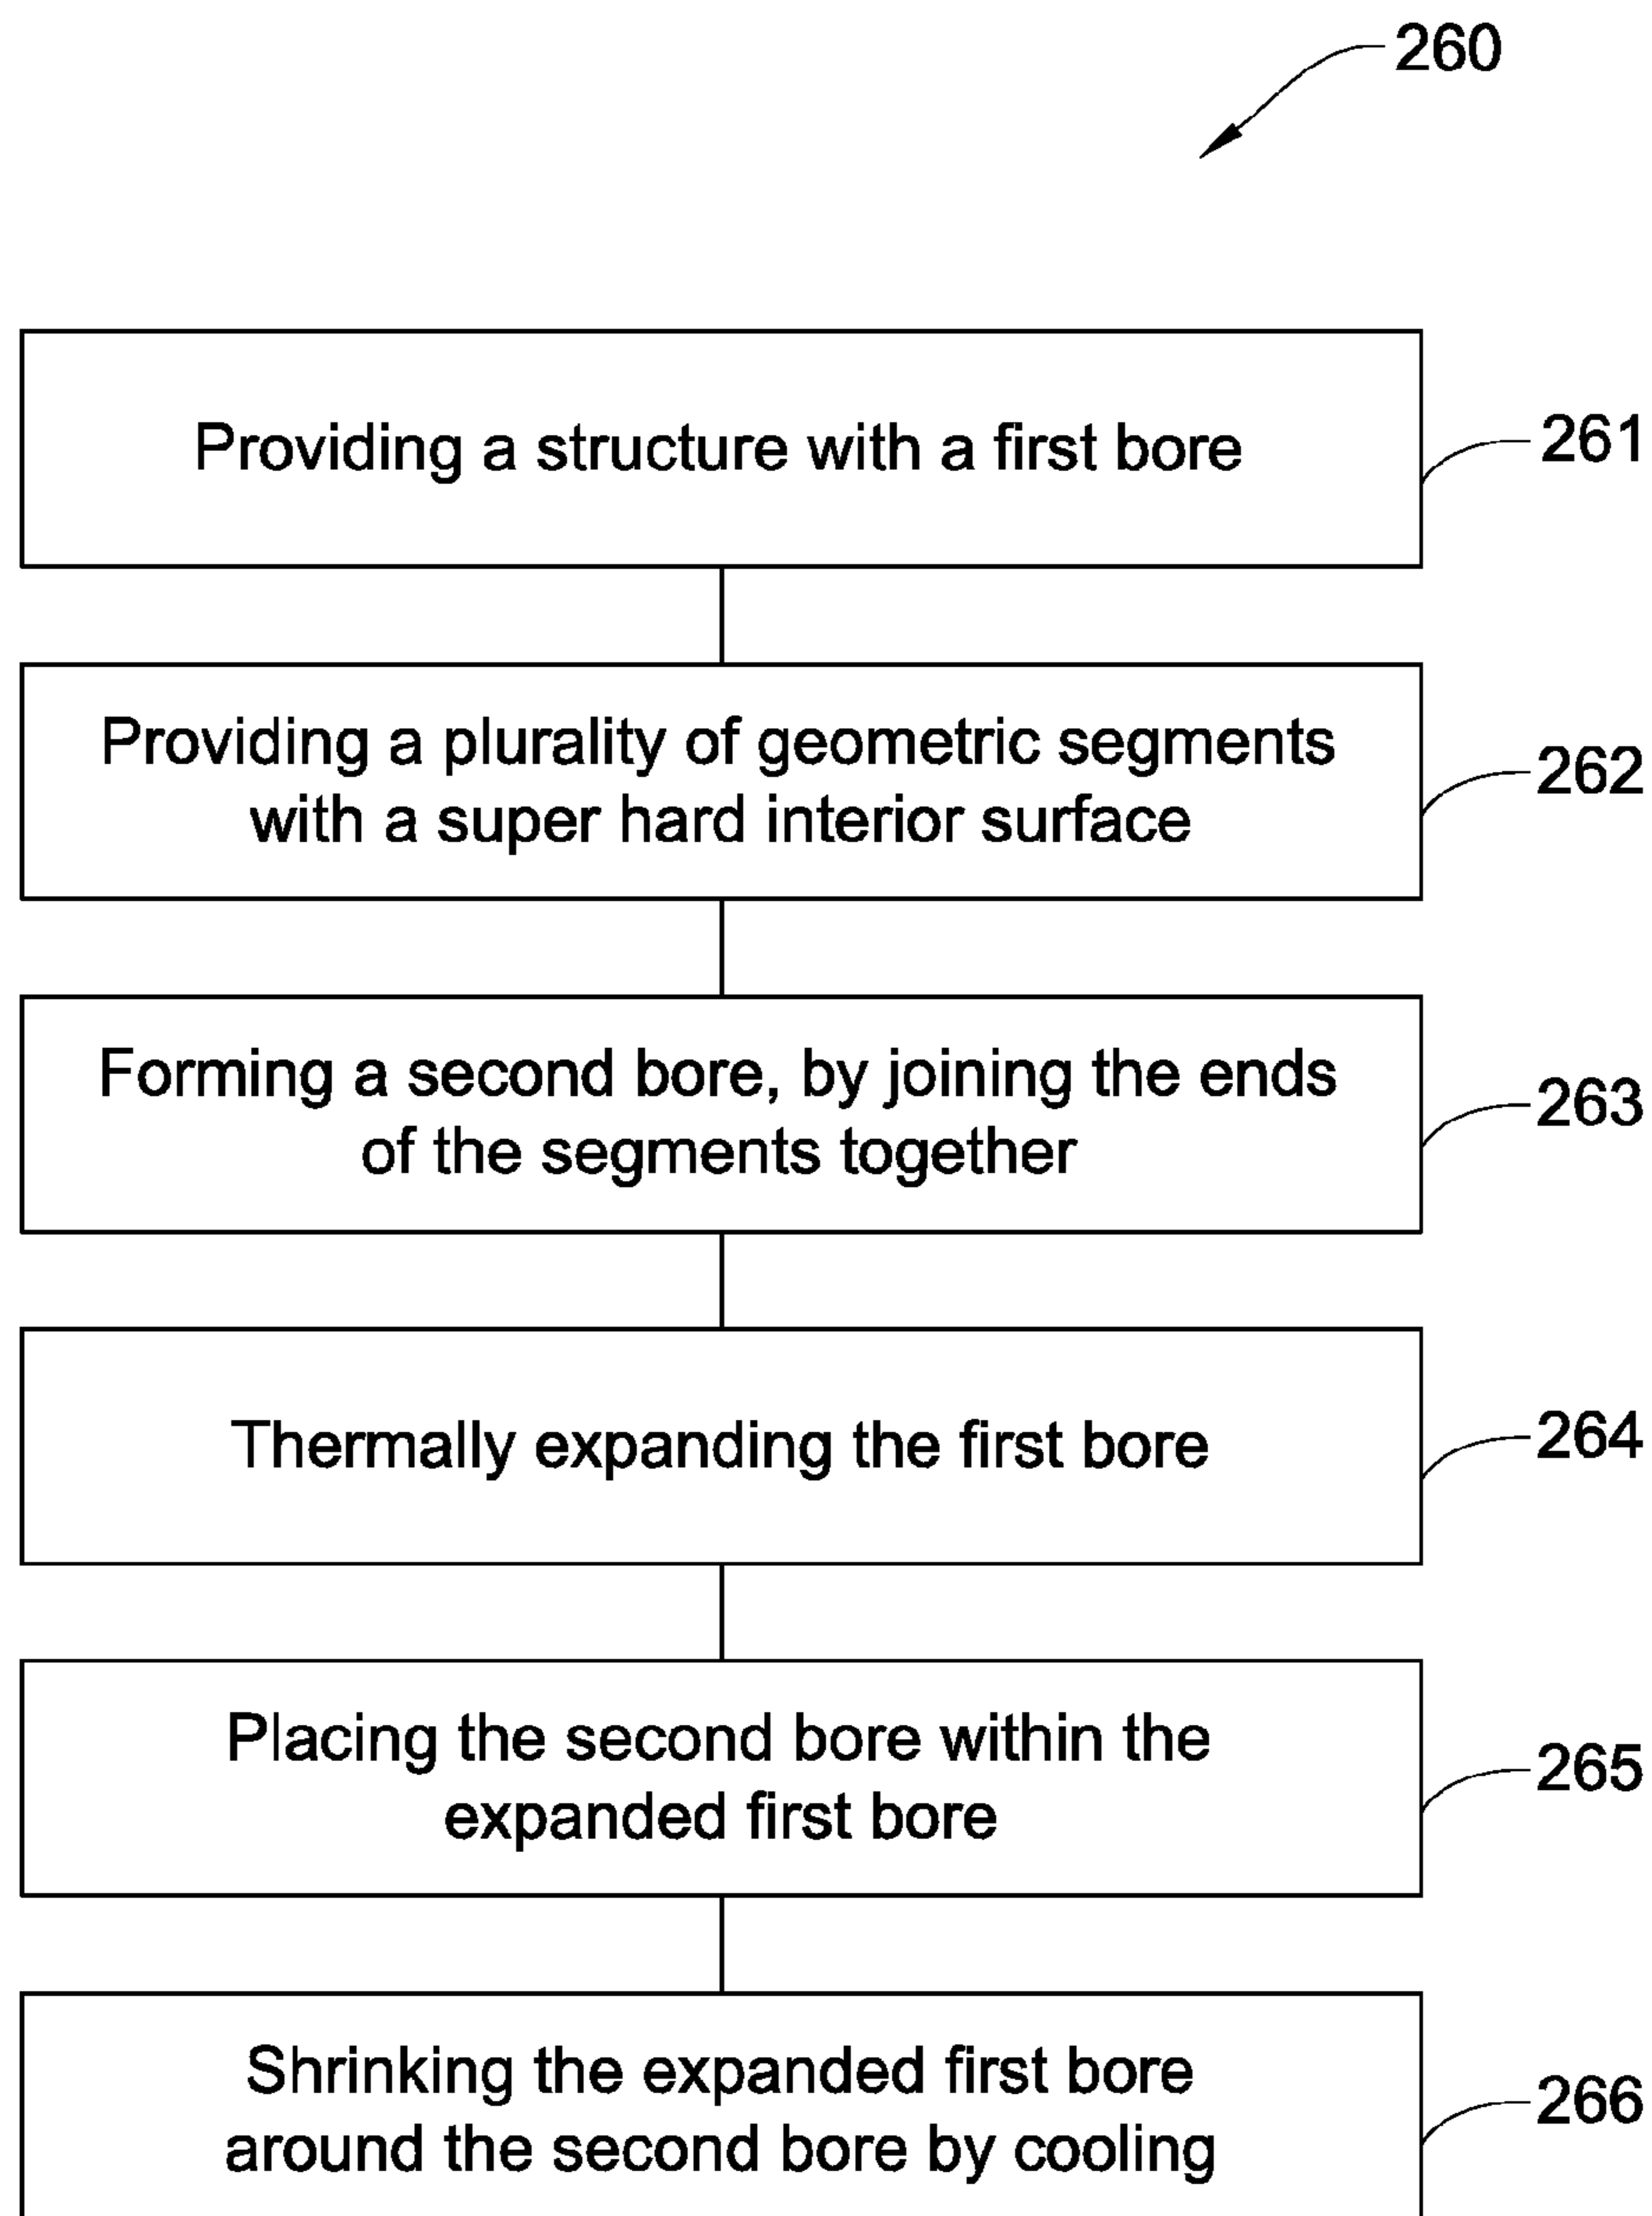 260
Providing a structure with a first bore
261
Providing a plurality of geometric segments
with a super hard interior surface
262
Forming a second bore, by joining the ends
of the segments together
263
Thermally expanding the first bore
264
Placing the second bore within the
expanded first bore
265
Shrinking the expanded first bore
around the second bore by cooling
266